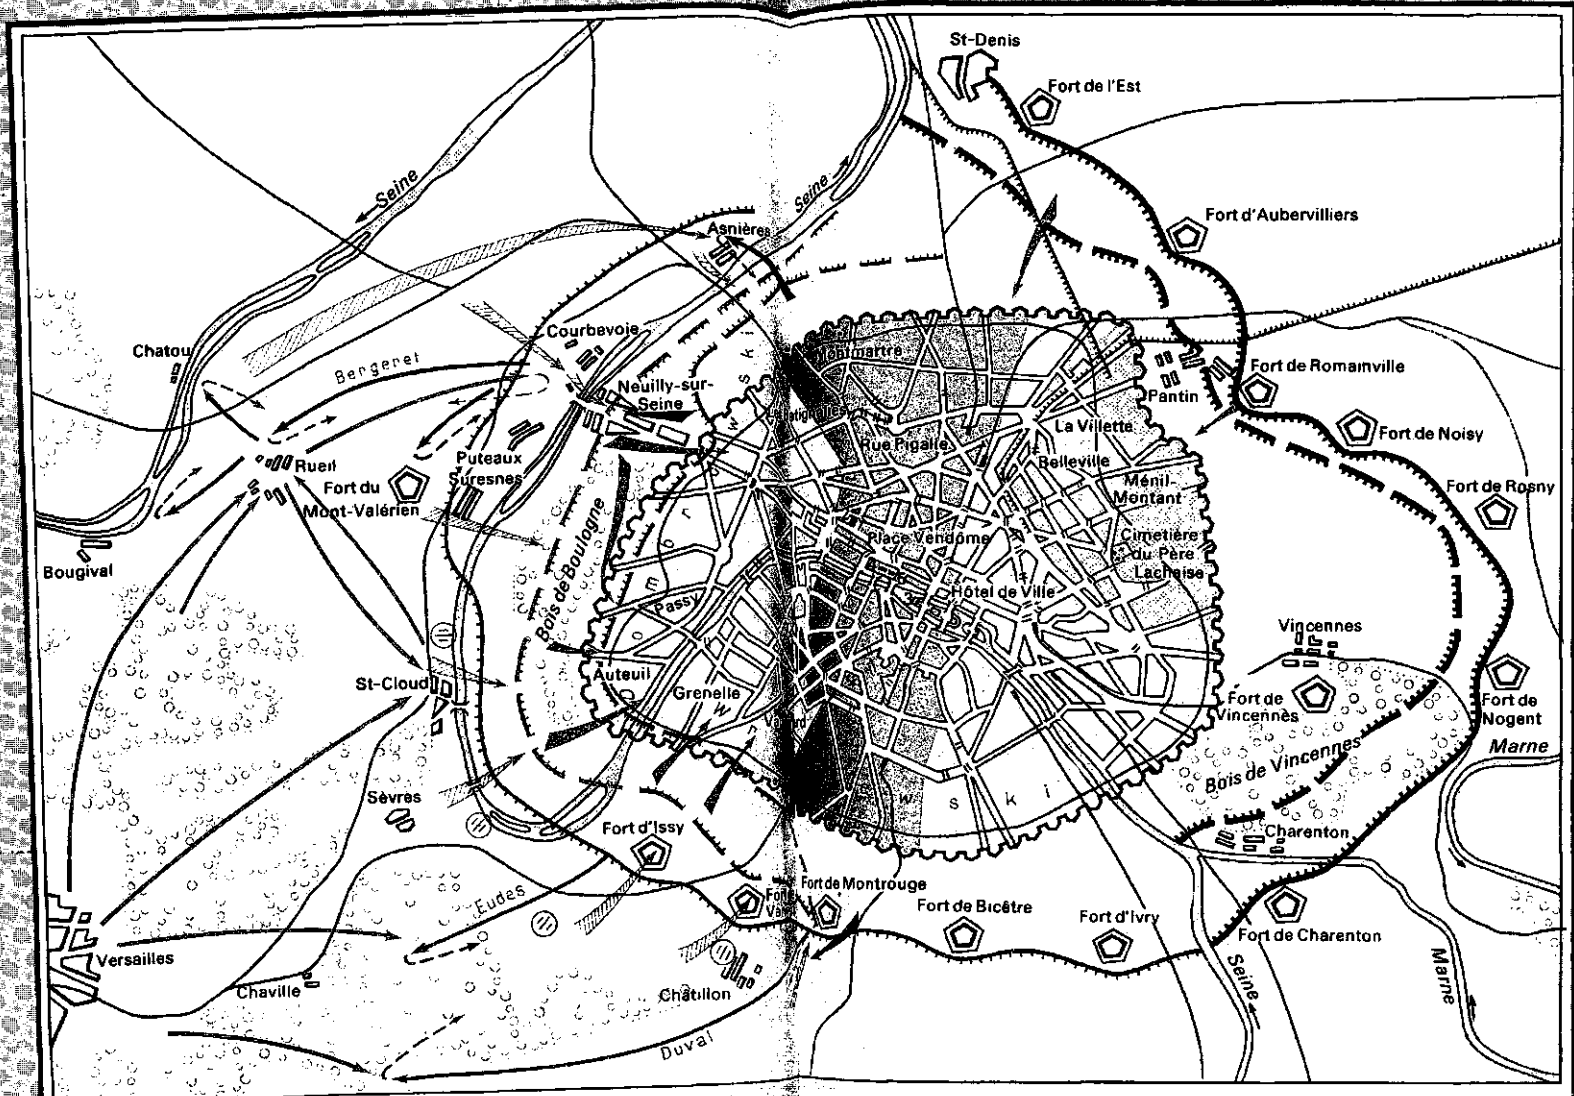 St-Denis
Fort de l'Est
Seine
Seine
Fort d'Aubervilliers
Asnières
Courbevoie
Chatou
Bergeret
Montmartre
Fort de Romainville
Neuilly-sur-
Seine
Pantin
La Villette
Fort de Noisy
Rue Pigalle
Puteaux
Suresnes
Rueil
Belleville
Ménil
Montant
Fort du
Mont-Valérien
Fort de Rosny
Place Vendôme
Cimetière
du Père
Lachaise
Bougival
Bois de Boulogne
Passy
Hôtel de Ville
Vincennes
St-Cloud
Auteuil
Grenelle
Fort de
Vincennes
Fort de
Nogent
Marne
Bois de Vincennes
Sèvres
w s k i
Charenton
Fort d'Issy
Eudes
Fort de Montrouge
Fort de Bicêtre
Fort d'Ivry
Fort de Charenton
Versailles
Chaville
Châtillon
Seine
Marne
Duval